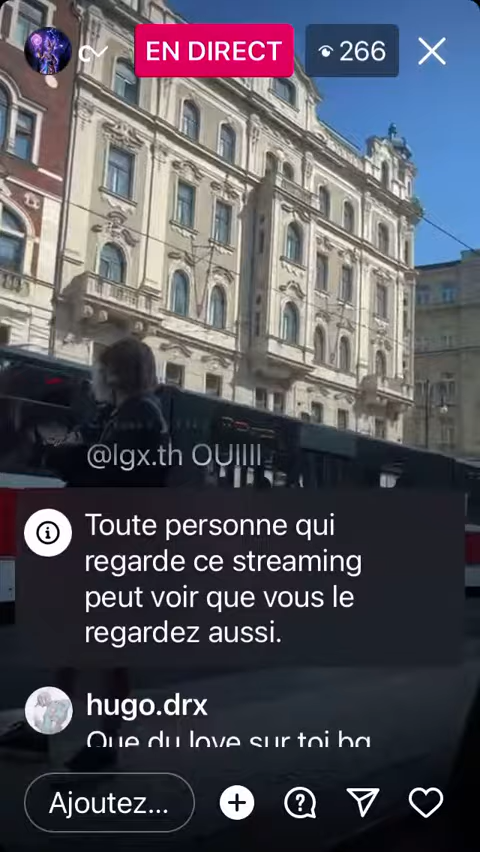 EN DIRECT
266
@lgx.th OUIIII
Toute personne qui
regarde ce streaming
peut voir que vous le
regardez aussi.
hugo.drx
Que du love sur toi bg
Ajoutez...